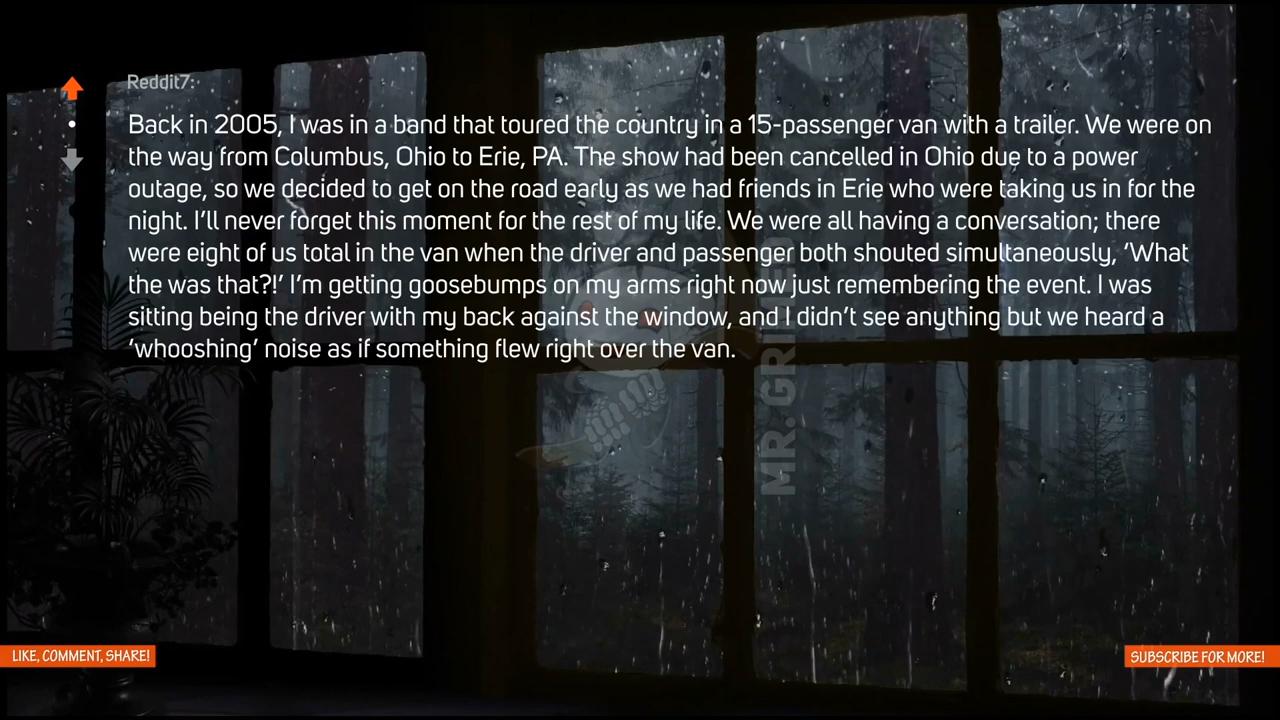 Reddit7:
Back in 2005, I was in a band that toured the country in a 15-passenger van with a trailer. We were on
the way from Columbus, Ohio to Erie, PA. The show had been cancelled in Ohio due to a power
outage, so we decided to get on the road early as we had friends in Erie who were taking us in for the
night. I'll never forget this moment for the rest of my life. We were all having a conversation; there
were eight of us total in the van when the driver and passenger both shouted simultaneously, 'What
the was that?!' I'm getting goosebumps on my arms right now just remembering the event. I was
sitting being the driver with my back against the window, and I didn't see anything but we heard a
'whooshing' noise as if something flew right over the van.
MR. GRIM
LIKE, COMMENT, SHARE!
SUBSCRIBE FOR MORE!